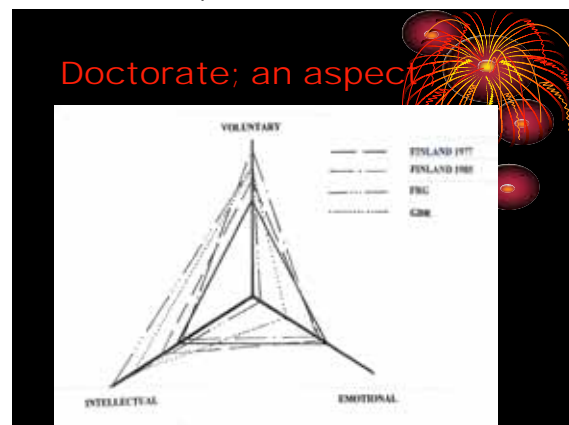 Doctorate; an aspect
VOLUNTARY
FINLAND 1977
FINLAND 1985
FRG
GDR
INTELLECTUAL
EMOTIONAL